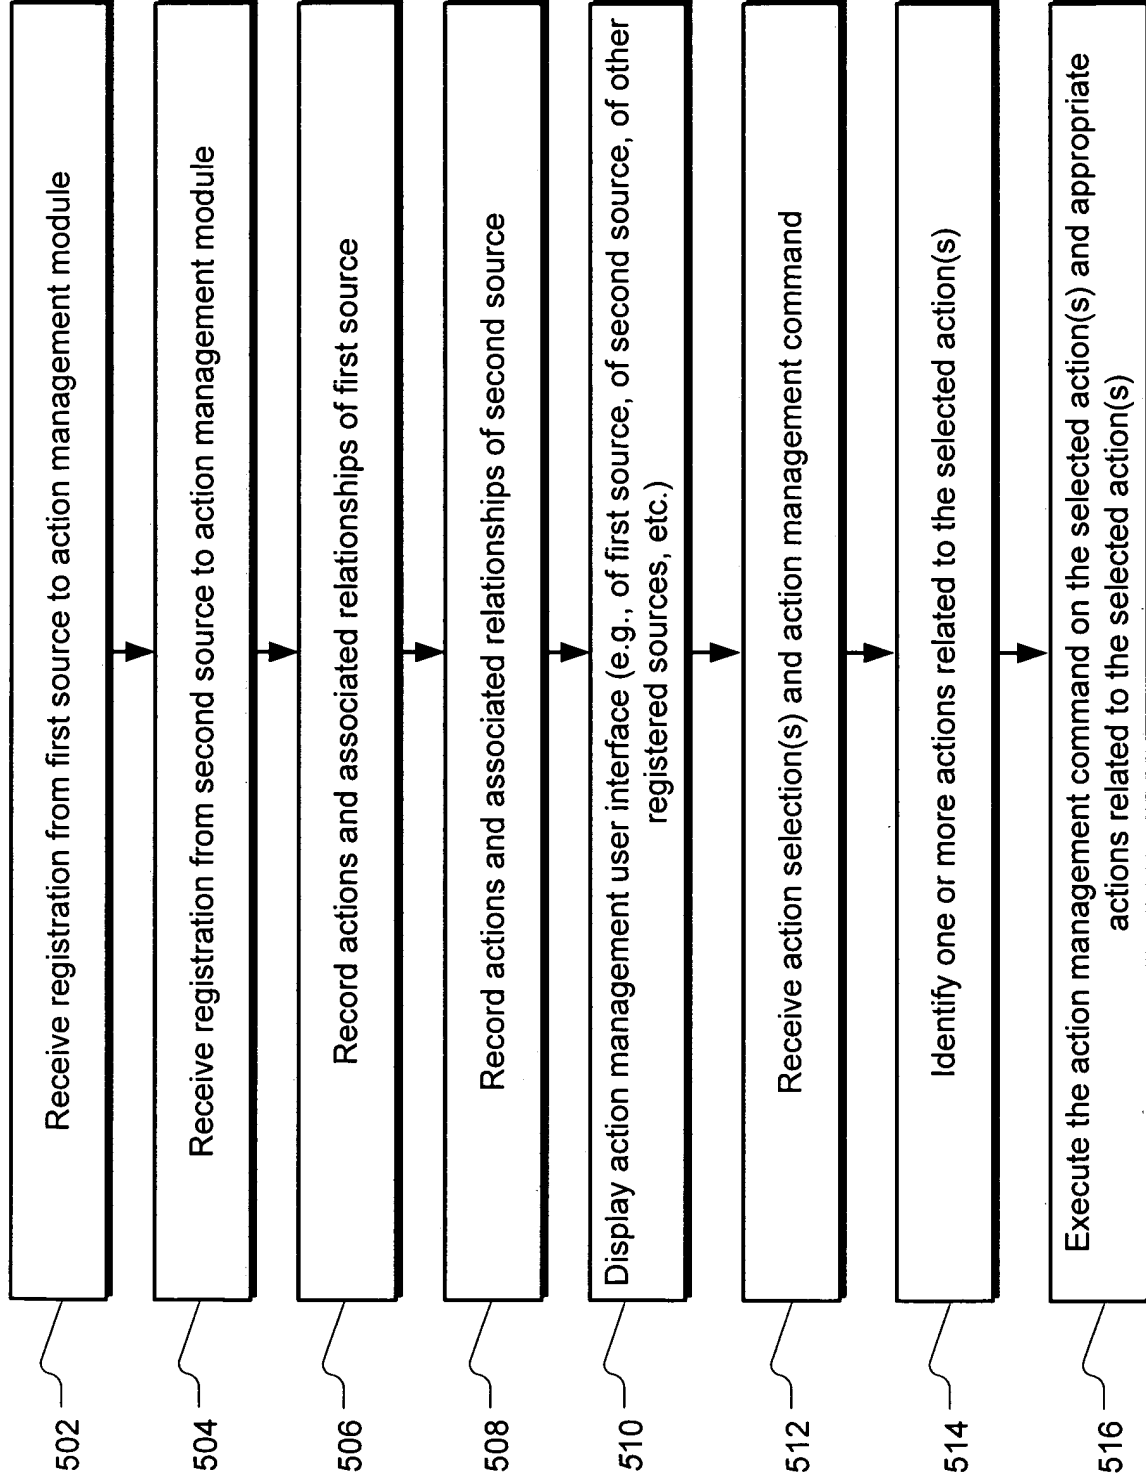 502
Receive registration from first source to action management module
504
Receive registration from second source to action management module
506
Record actions and associated relationships of first source
508
Record actions and associated relationships of second source
510
Display action management user interface (e.g., of first source, of second source, of other
registered sources, etc.)
512
Receive action selection(s) and action management command
514
Identify one or more actions related to the selected action(s)
516
Execute the action management command on the selected action(s) and appropriate
actions related to the selected action(s)